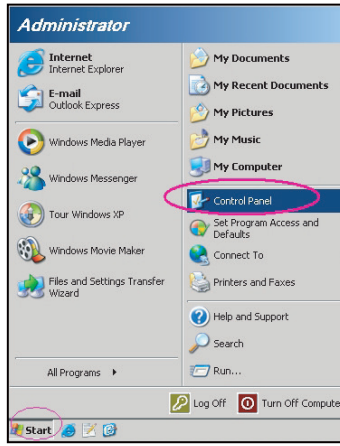 Administrator
Internet
Internet Explorer
E-mail
Outlook Express
Windows Media Player
Windows Messenger
Tour Windows XP
Windows Movie Maker
Files and Settings Transfer
Wizard
All Programs
My Documents
My Recent Documents
My Pictures
My Music
My Computer
Control Panel
Set Program Access and
Defaults
Connect To
Printers and Faxes
Help and Support
Search
Run...
Log Off
Turn Off Compute
Start